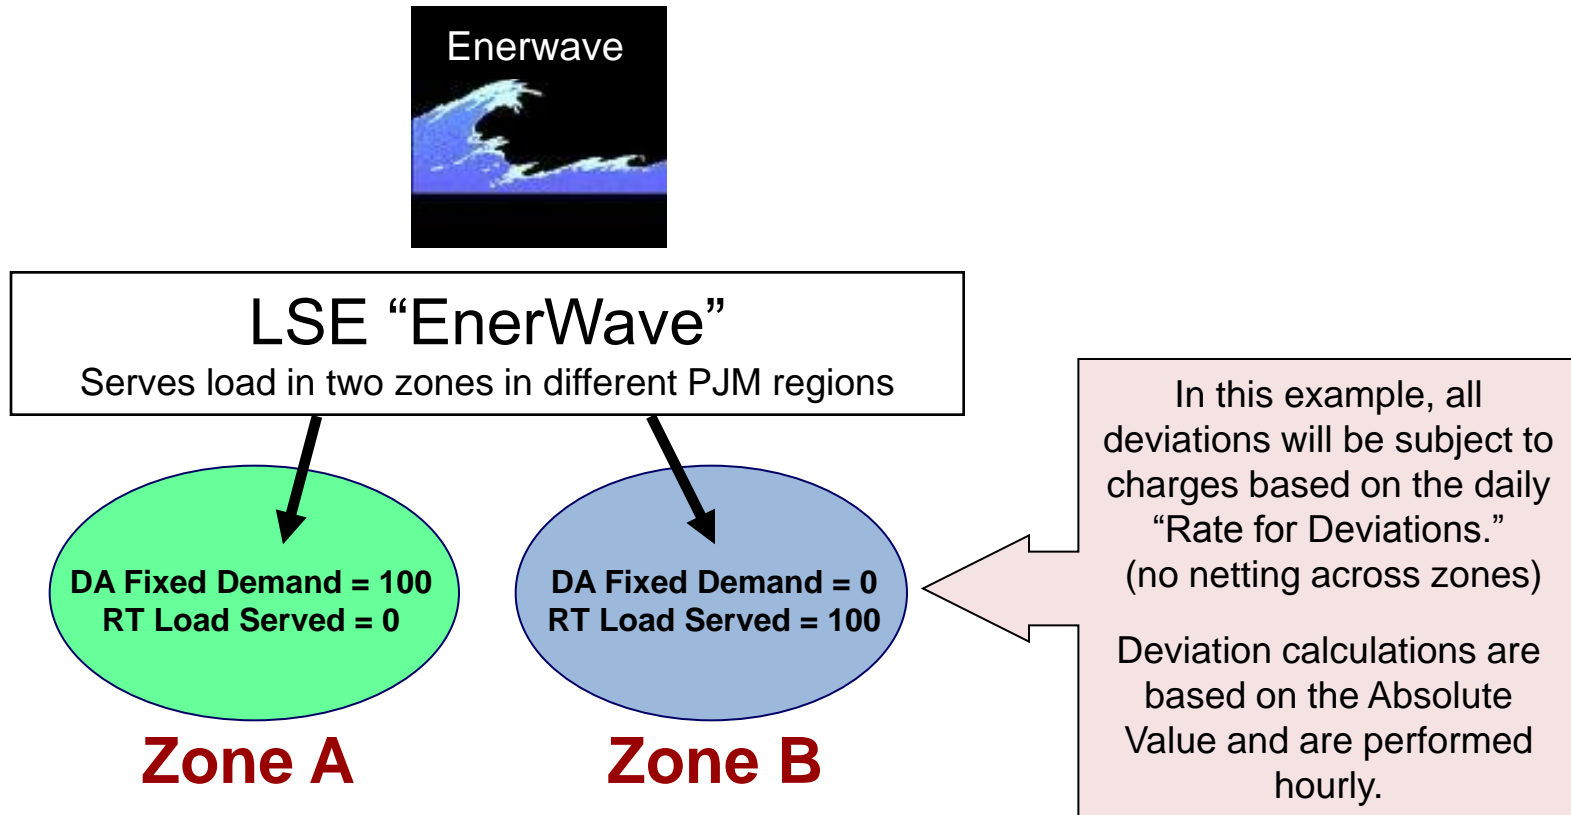 Enerwave
LSE “EnerWave”
Serves load in two zones in different PJM regions
DA Fixed Demand = 100
RT Load Served = 0
Zone A
DA Fixed Demand = 0
RT Load Served = 100
Zone B
In this example, all
deviations will be subject to
charges based on the daily
“Rate for Deviations.”
(no netting across zones)
Deviation calculations are
based on the Absolute
Value and are performed
hourly.